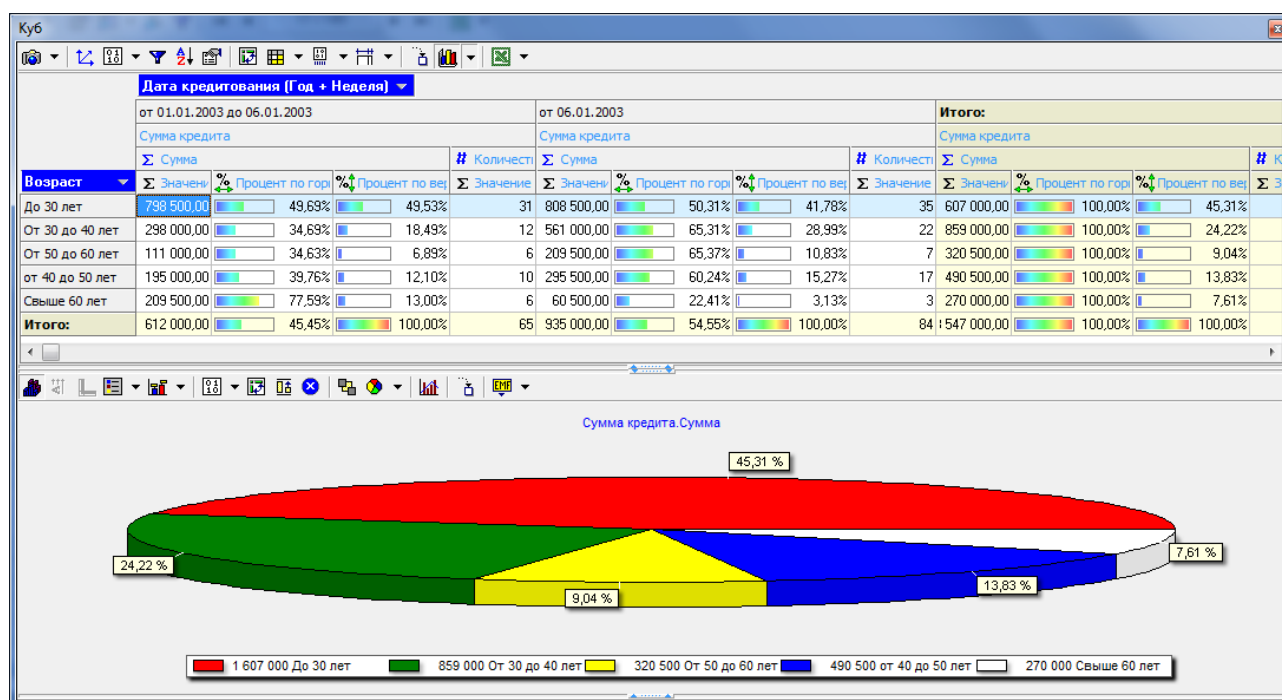 Куб
Дата кредитования (Год + Неделя)
от 01.01.2003 до 06.01.2003 от 06.01.2003 Итого:
Сумма кредита Сумма кредита Сумма кредита
Σ Сумма # Количести Σ Сумма # Количести Σ Сумма # К
Возраст Σ Значени % Процент по гори % Процент по вер Σ Значение Σ Значени % Процент по гори % Процент по вер Σ Значение Σ Значени % Процент по гори % Процент по вер Σ З
До 30 лет 798 500,00 49,69% 49,53% 31 808 500,00 50,31% 41,78% 35 607 000,00 100,00% 45,31%
От 30 до 40 лет 298 000,00 34,69% 18,49% 12 561 000,00 65,31% 28,99% 22 859 000,00 100,00% 24,22%
От 50 до 60 лет 111 000,00 34,63% 6,89% 6 209 500,00 65,37% 10,83% 7 320 500,00 100,00% 9,04%
от 40 до 50 лет 195 000,00 39,76% 12,10% 10 295 500,00 60,24% 15,27% 17 490 500,00 100,00% 13,83%
Свыше 60 лет 209 500,00 77,59% 13,00% 6 60 500,00 22,41% 3,13% 3 270 000,00 100,00% 7,61%
Итого: 612 000,00 45,45% 100,00% 65 935 000,00 54,55% 100,00% 84 547 000,00 100,00% 100,00%
EMF
Сумма кредита.Сумма
45,31 %
7,61 %
24,22 %
13,83 %
9,04 %
1 607 000 До 30 лет 859 000 От 30 до 40 лет 320 500 От 50 до 60 лет 490 500 от 40 до 50 лет 270 000 Свыше 60 лет